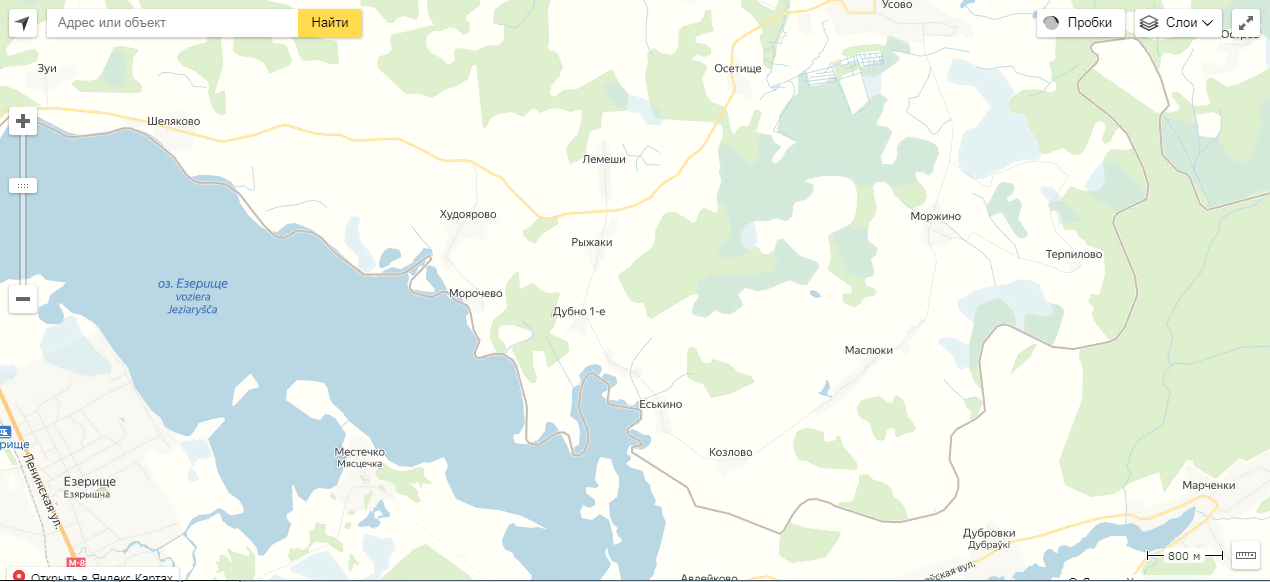 Адрес или объект
Найти
Усово
Пробки
Слои
Остров
Зуи
Осетище
Шеляково
Лемеши
Худоярово
Моржино
Рыжаки
Терпилово
оз. Езерище
voziera
Jeziaryšča
Морочево
Дубно 1-е
Маслюки
Еськино
рище
Местечко
Мясцечка
Козлово
Ленинская ул.
Езерище
Езярышча
Марченки
Дубровки
Дубраўкі
800 м
М-8
Открыть в Яндекс.Картах
Авдейково